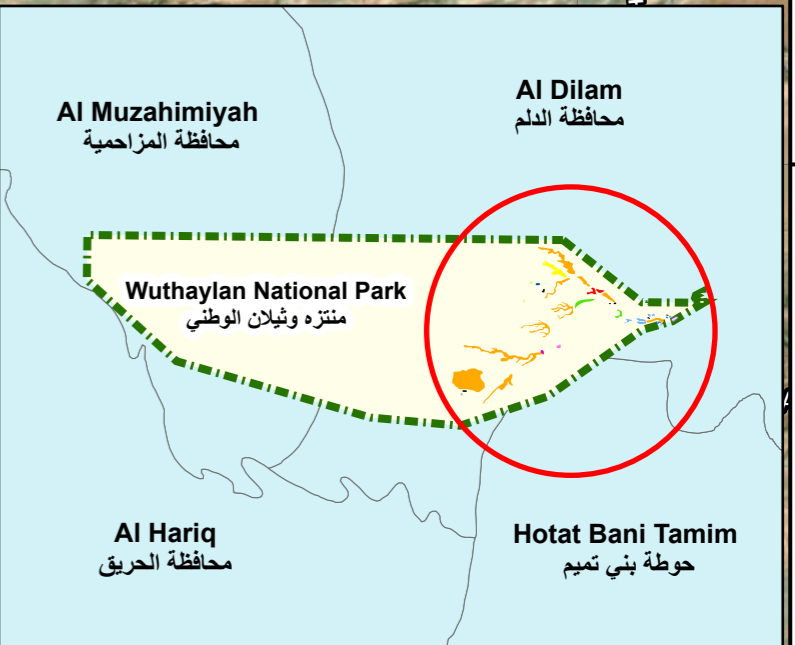 Al Dilam
محافظة الدلم
Al Muzahimiyah
محافظة المزاحمية
Wuthaylan National Park
منتزه وثيلان الوطني
Al Hariq
محافظة الحريق
Hotat Bani Tamim
حوطة بني تميم